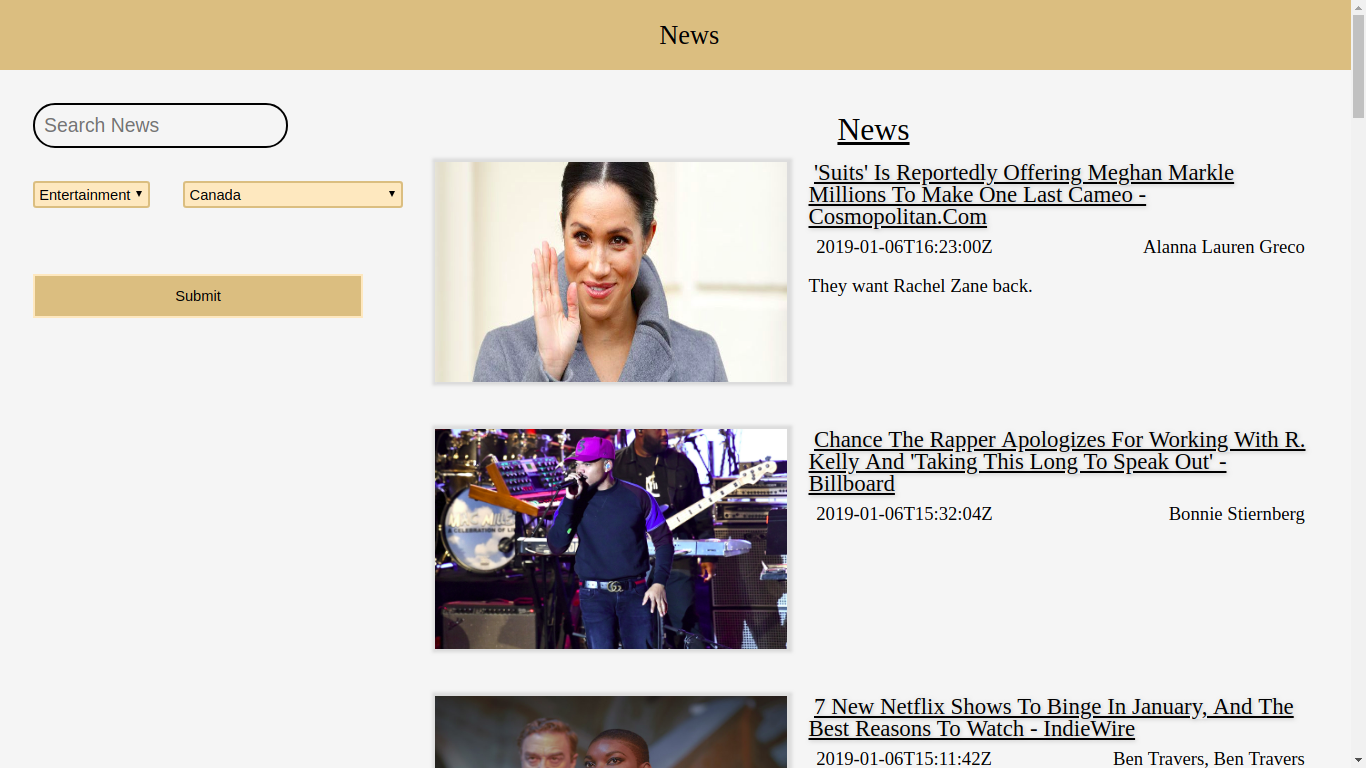 News
Search News
Entertainment
Canada
Submit
News
'Suits' Is Reportedly Offering Meghan Markle
Millions To Make One Last Cameo -
Cosmopolitan.Com
2019-01-06T16:23:00Z
Alanna Lauren Greco
They want Rachel Zane back.
Chance The Rapper Apologizes For Working With R.
Kelly And 'Taking This Long To Speak Out' -
Billboard
2019-01-06T15:32:04Z
Bonnie Stiernberg
7 New Netflix Shows To Binge In January, And The
Best Reasons To Watch - IndieWire
2019-01-06T15:11:42Z
Ben Travers, Ben Travers